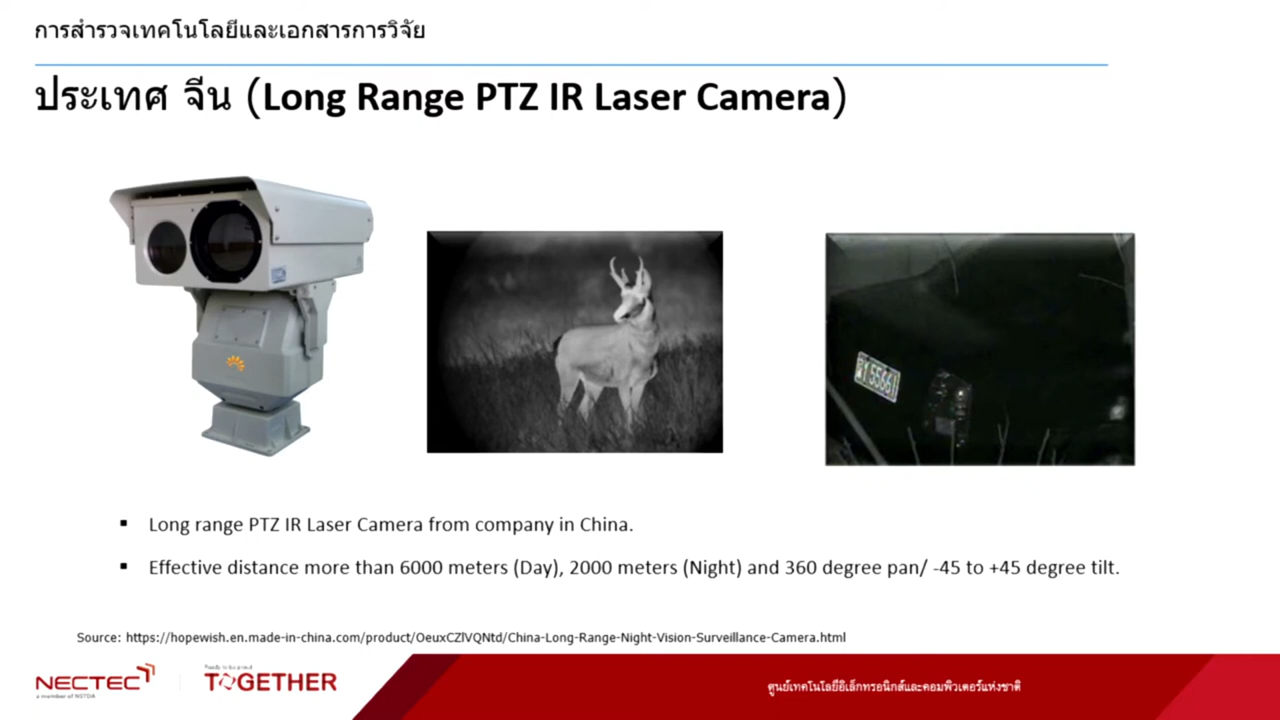 การสำรวจเทคโนโลยีและเอกสารการวิจัย
ประเทศ จีน (Long Range PTZ IR Laser Camera)
55661
▪ Long range PTZ IR Laser Camera from company in China.
▪ Effective distance more than 6000 meters (Day), 2000 meters (Night) and 360 degree pan/ -45 to +45 degree tilt.
Source: https://hopewish.en.made-in-china.com/product/OeuxCZlVQNtd/China-Long-Range-Night-Vision-Surveillance-Camera.html
NECTEC
a member of NSTDA
Ready to be proud
TOGETHER
ศูนย์เทคโนโลยีอิเล็กทรอนิกส์และคอมพิวเตอร์แห่งชาติ